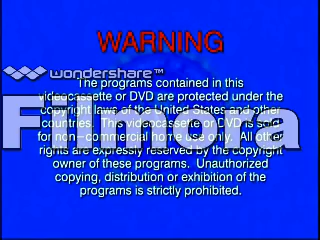 WARNING
wondershare™
The programs contained in this
videocassette or DVD are protected under the
copyright laws of the United States and other
Filmora
countries. This videocassette or DVD is sold
for non-commercial home use only. All other
rights are expressly reserved by the copyright
owner of these programs. Unauthorized
copying, distribution or exhibition of the
programs is strictly prohibited.